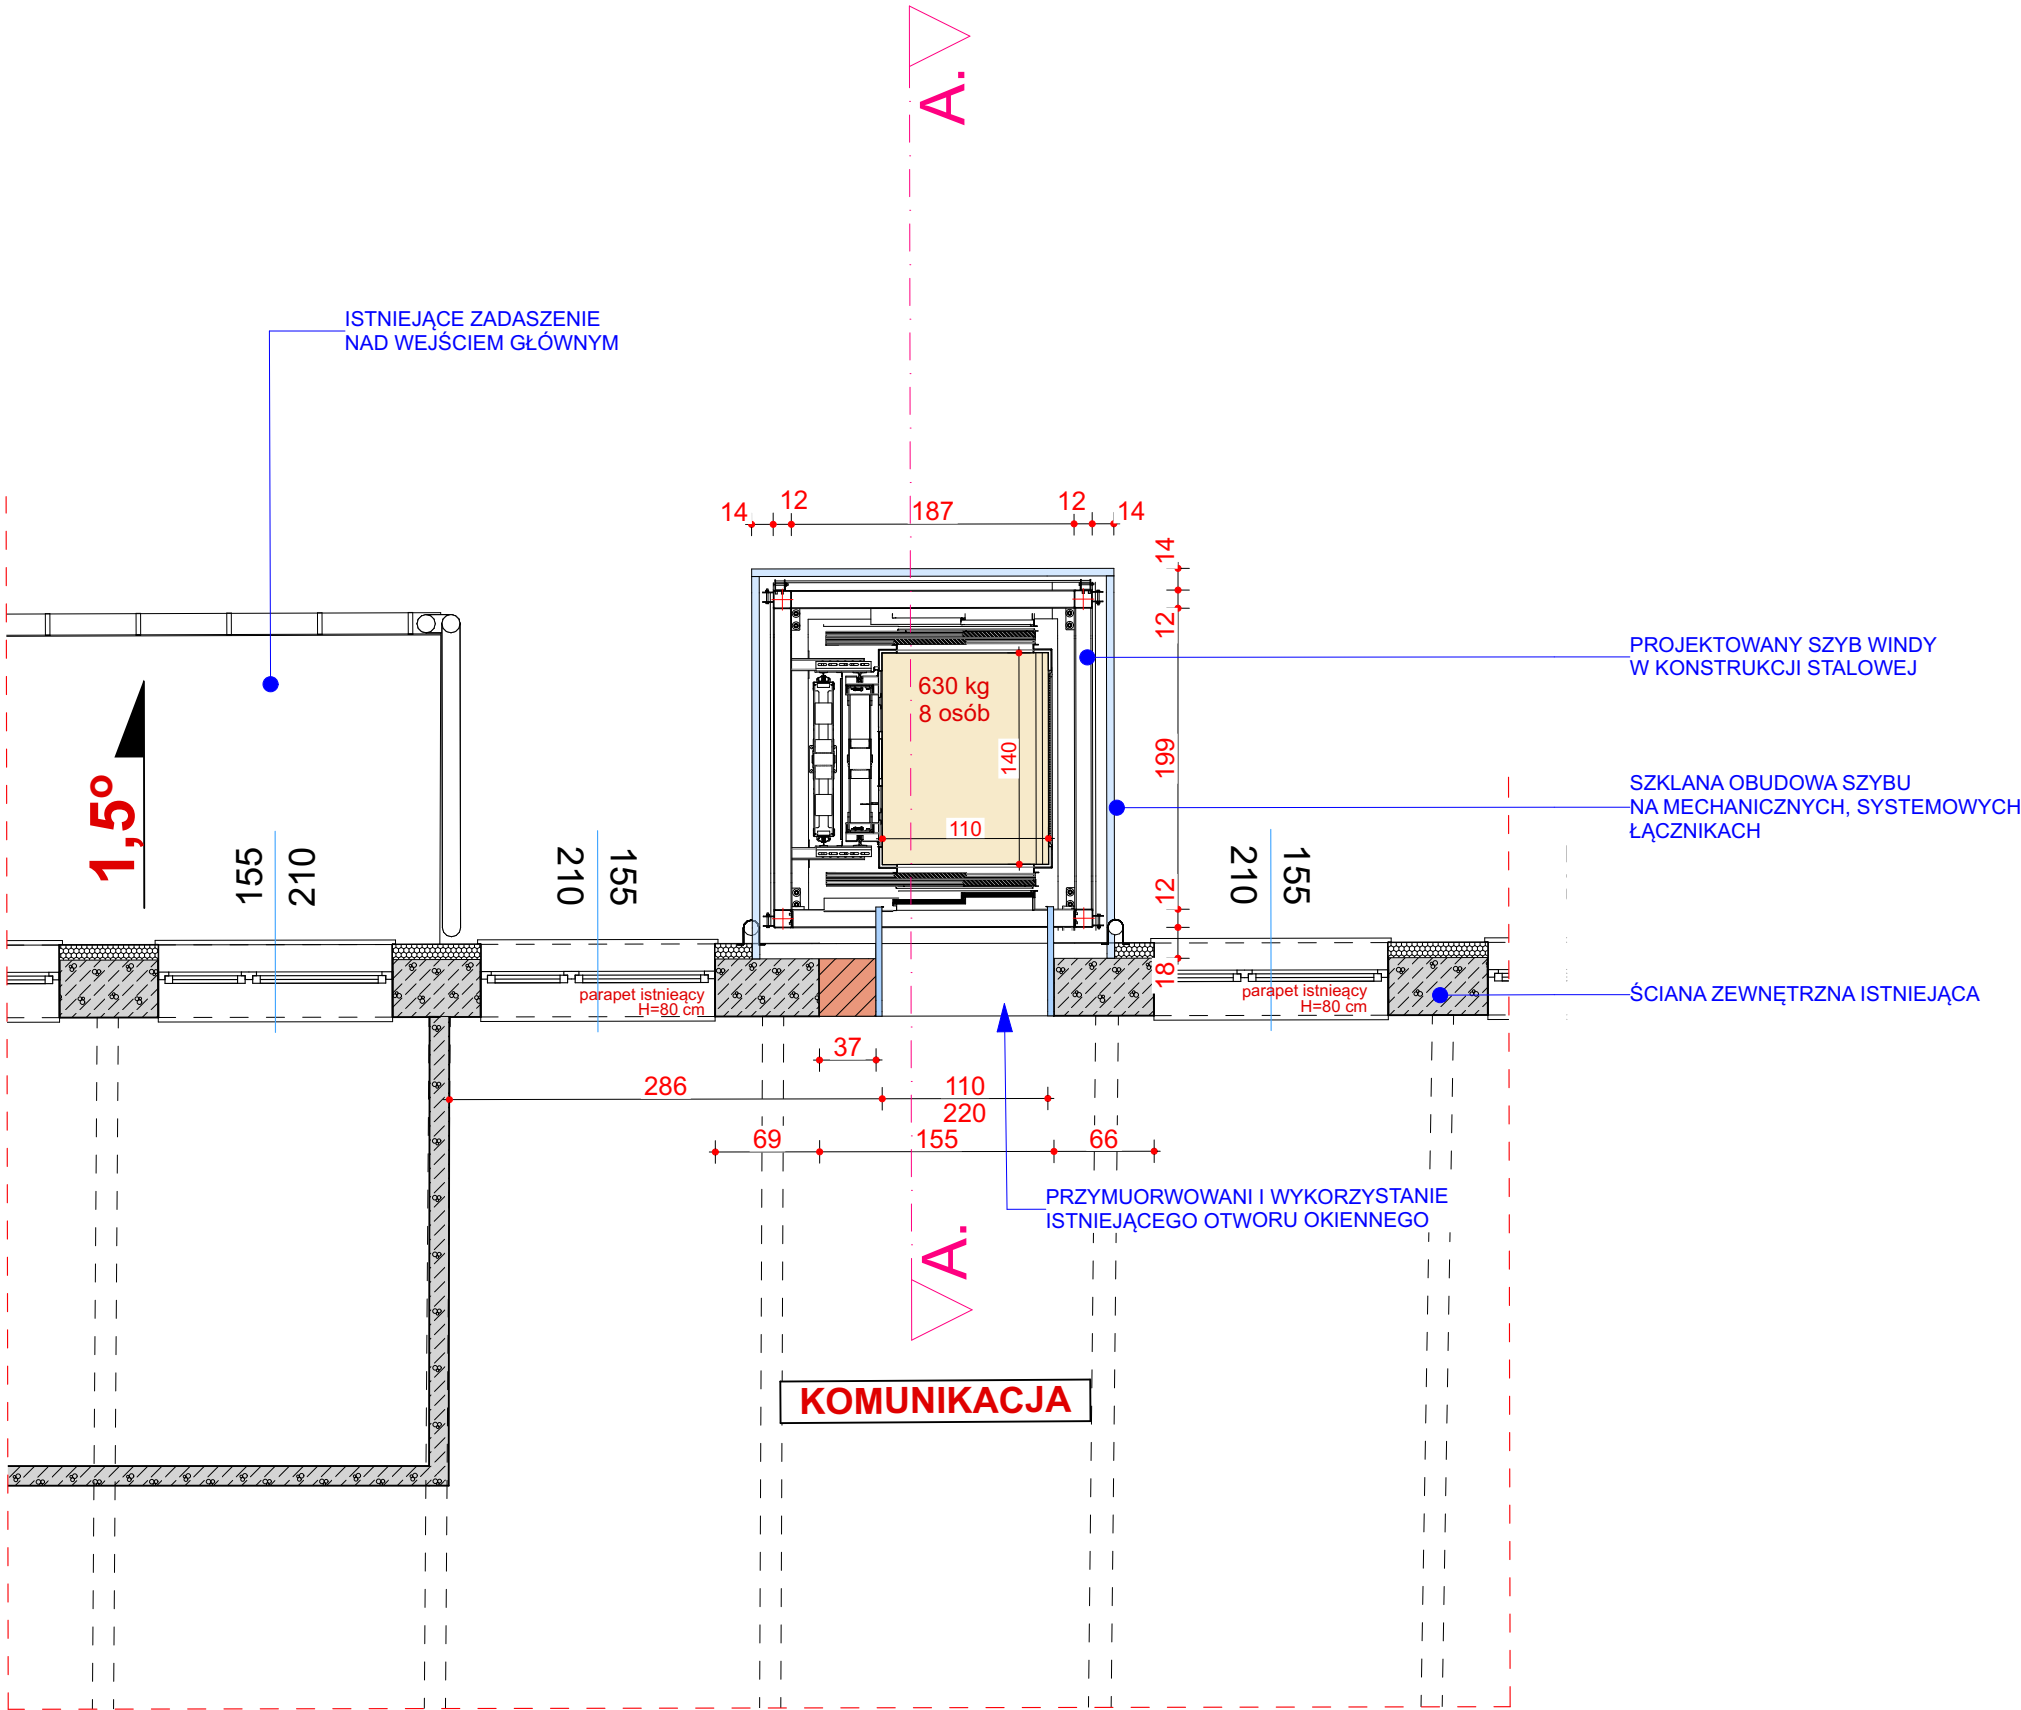 A.
ISTNIEJĄCE ZADASZENIE
NAD WEJŚCIEM GŁÓWNYM
14
12
187
12
14
14
12
199
12
18
630 kg
8 osób
140
110
PROJEKTOWANY SZYB WINDY
W KONSTRUKCJI STALOWEJ
SZKLANA OBUDOWA SZYBU
NA MECHANICZNYCH, SYSTEMOWYCH
ŁĄCZNIKACH
1,5°
155
210
155
210
155
210
parapet istnieący
H=80 cm
parapet istnieący
H=80 cm
ŚCIANA ZEWNĘTRZNA ISTNIEJĄCA
37
286
110
220
69
155
66
PRZYMUORWOWANI I WYKORZYSTANIE
ISTNIEJĄCEGO OTWORU OKIENNEGO
A.
KOMUNIKACJA